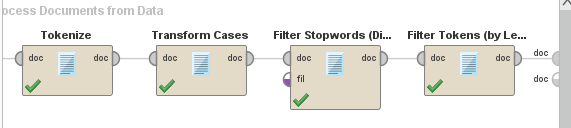 ocess Documents from Data
Tokenize
Transform Cases
Filter Stopwords (Di...
Filter Tokens (by Le...
doc doc
doc doc
doc doc
fil
doc doc
doc
doc